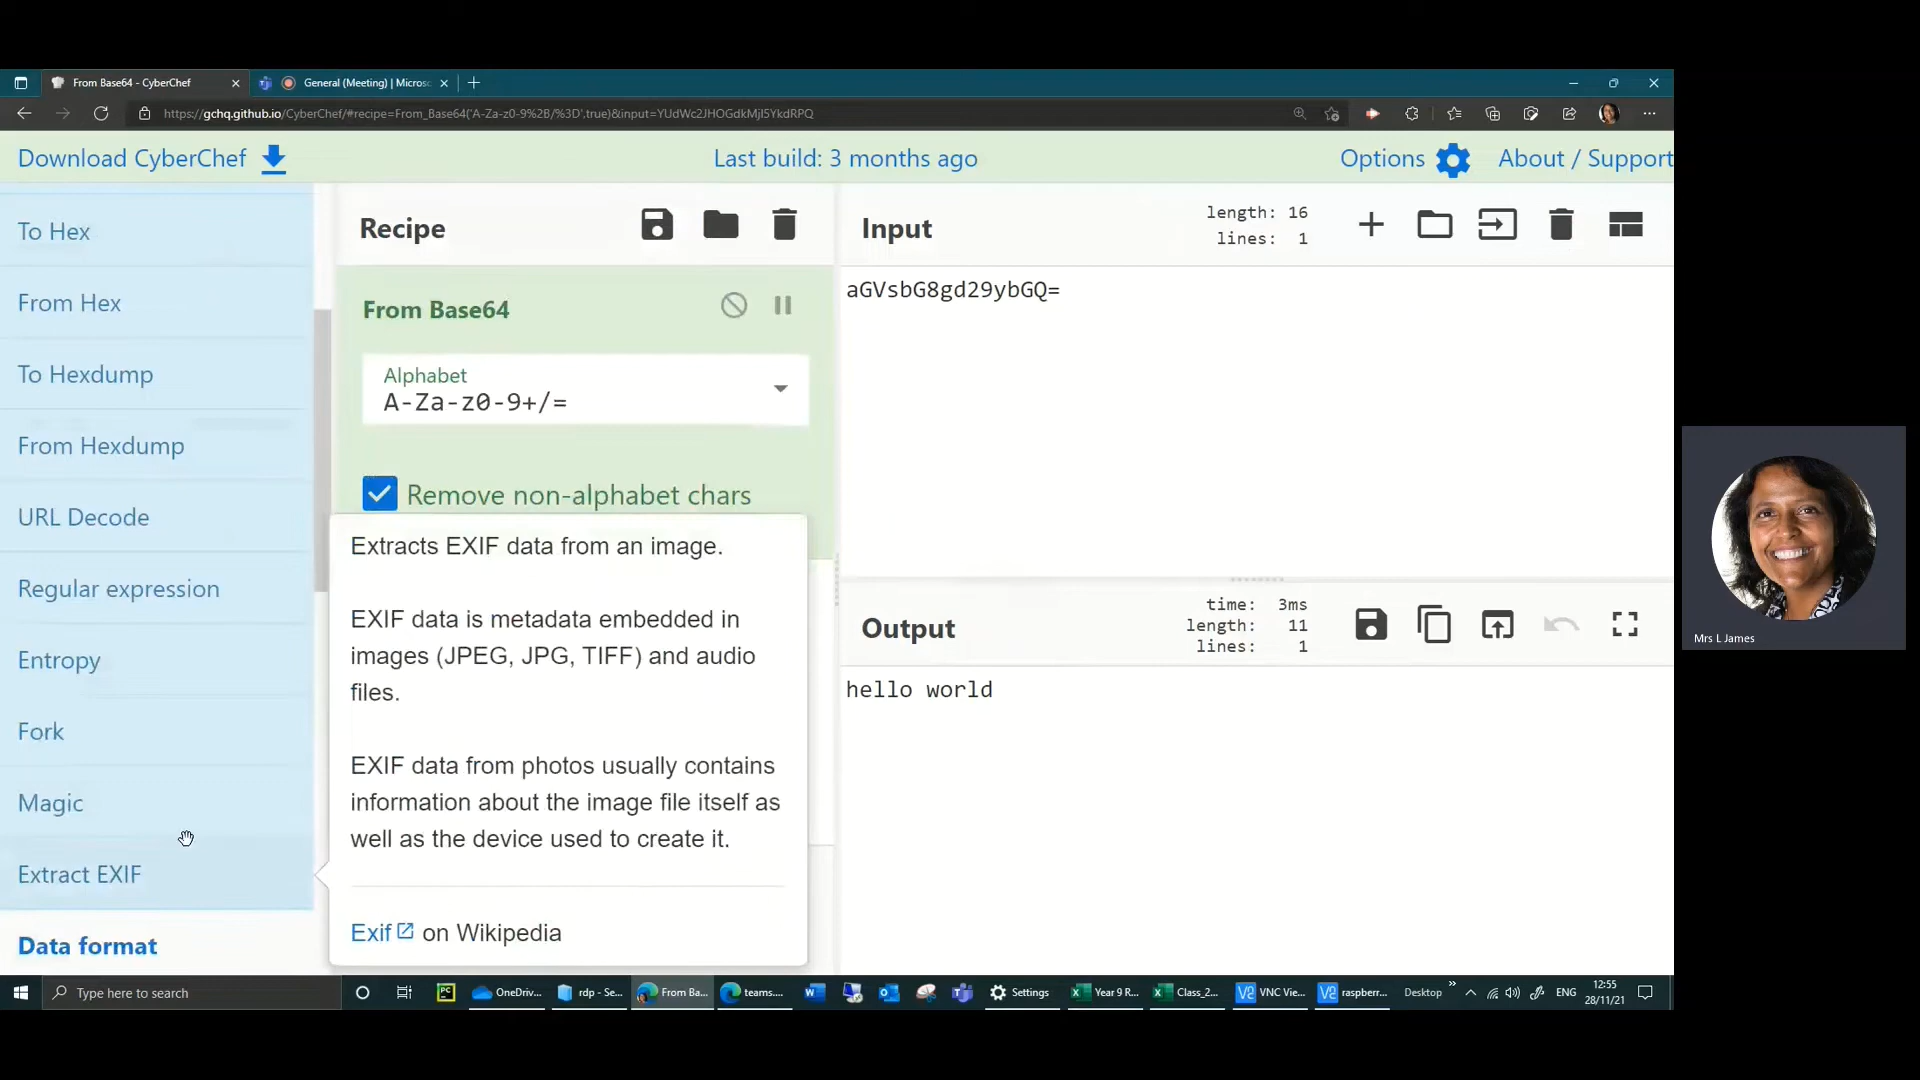 From Base64 - CyberChef
General (Meeting) | Microso
https://gchq.github.io/CyberChef/#recipe=From_Base64('A-Za-z0-9%2B/%3D',true)&input=YUdWc2JHOGdkMjl5YkdRPQ
Download CyberChef
Last build: 3 months ago
Options
About / Support
To Hex
From Hex
To Hexdump
From Hexdump
URL Decode
Regular expression
Entropy
Fork
Magic
Extract EXIF
Data format
Recipe
From Base64
Alphabet
A-Za-z0-9+/=
Remove non-alphabet chars
Extracts EXIF data from an image.
EXIF data is metadata embedded in
images (JPEG, JPG, TIFF) and audio
files.
EXIF data from photos usually contains
information about the image file itself as
well as the device used to create it.
Exif on Wikipedia
Input
length: 16
lines: 1
aGVsbG8gd29ybGQ=
Output
time: 3ms
length: 11
lines: 1
hello world
Mrs L James
Type here to search
OneDriv...
rdp - Se...
From Ba...
teams....
Settings
Year 9 R...
Class_2...
VNC Vie...
raspberr...
Desktop
ENG
12:55
28/11/21